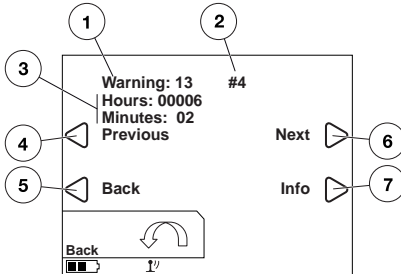 1
2
3
Warning: 13 #4
Hours: 00006
Minutes: 02
4
Previous Next
6
5
Back Info
7
Back